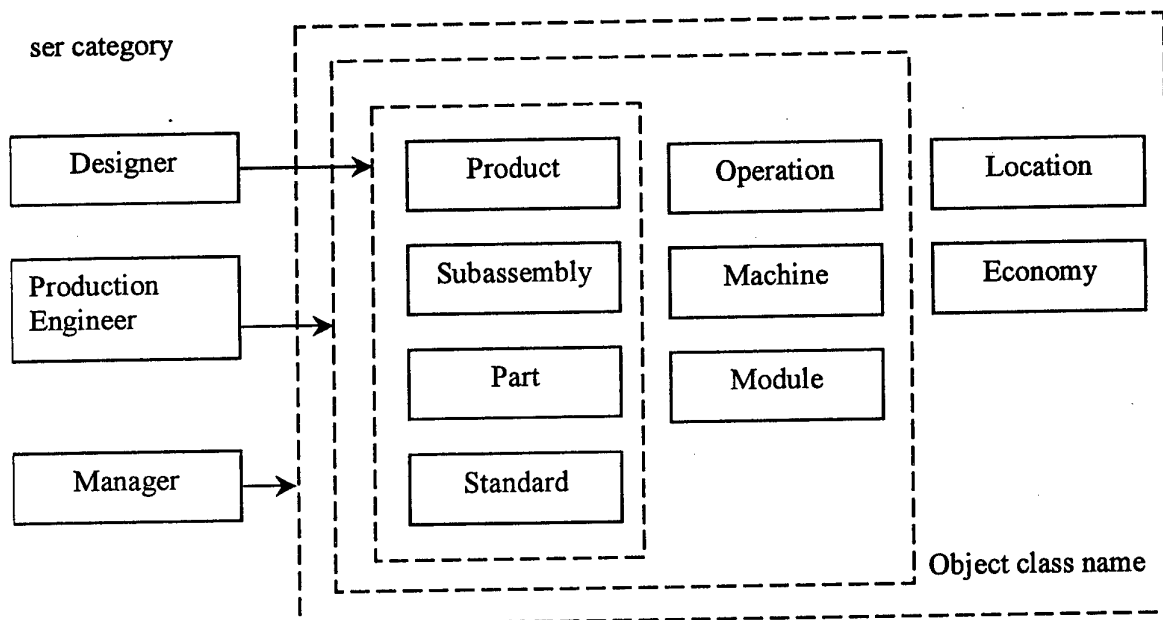 ser category
Designer
Product
Operation
Location
Production
Engineer
Subassembly
Machine
Economy
Part
Module
Manager
Standard
Object class name